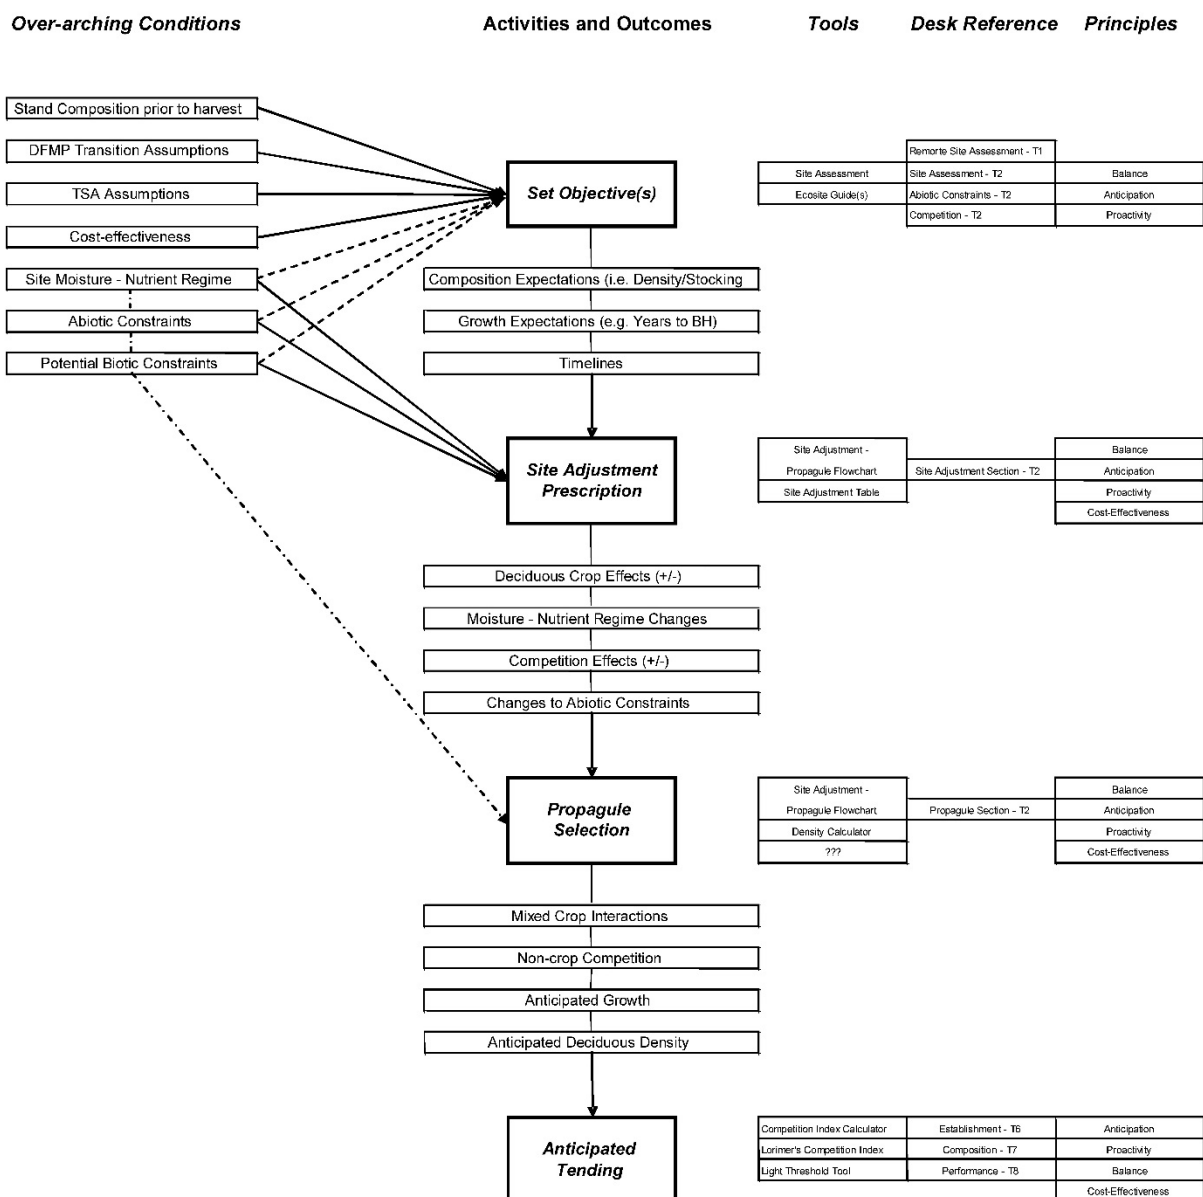 Over-arching Conditions
Activities and Outcomes
Tools
Desk Reference
Principles
Stand Composition prior to harvest
DFMP Transition Assumptions
TSA Assumptions
Cost-effectiveness
Site Moisture - Nutrient Regime
Abiotic Constraints
Potential Biotic Constraints
Set Objective(s)
Composition Expectations (i.e. Density/Stocking
Growth Expectations (e.g. Years to BH)
Timelines
Remorte Site Assessment - T1
Site Assessment
Site Assessment - T2
Balance
Ecosite Guide(s)
Abiotic Constraints - T2
Anticipation
Competition - T2
Proactivity
Site Adjustment
Prescription
Site Adjustment -
Balance
Propagule Flowchart
Site Adjustment Section - T2
Anticipation
Site Adjustment Table
Proactivity
Cost-Effectiveness
Deciduous Crop Effects (+/-)
Moisture - Nutrient Regime Changes
Competition Effects (+/-)
Changes to Abiotic Constraints
Propagule
Selection
Site Adjustment -
Balance
Propagule Flowchart
Propagule Section - T2
Anticipation
Density Calculator
Proactivity
???
Cost-Effectiveness
Mixed Crop Interactions
Non-crop Competition
Anticipated Growth
Anticipated Deciduous Density
Anticipated
Tending
Competition Index Calculator
Establishment - T6
Anticipation
Lorimer's Competition Index
Composition - T7
Proactivity
Light Threshold Tool
Performance - T8
Balance
Cost-Effectiveness